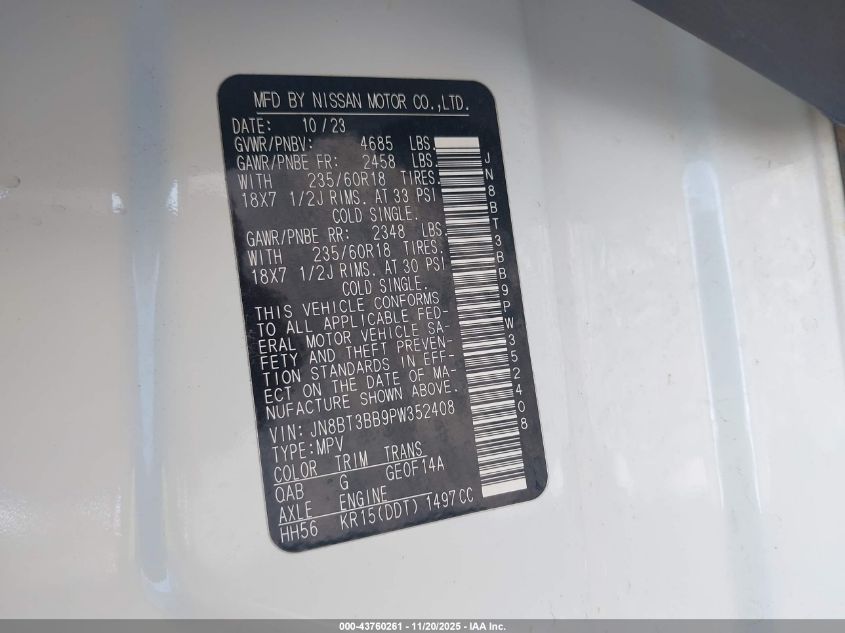 MFD BY NISSAN MOTOR CO.,LTD.
DATE: 10/23
GVWR/PNBV: 4685 LBS.
GAWR/PNBE FR: 2458 LBS.
WITH 235/60R18 TIRES.
18X7 1/2J RIMS. AT 33 PSI
COLD SINGLE.
GAWR/PNBE RR: 2348 LBS.
WITH 235/60R18 TIRES.
18X7 1/2J RIMS. AT 30 PSI
COLD SINGLE.
THIS VEHICLE CONFORMS
TO ALL APPLICABLE FED-
ERAL MOTOR VEHICLE SA-
FETY AND THEFT PREVEN-
TION STANDARDS IN EFF-
ECT ON THE DATE OF MA-
NUFACTURE SHOWN ABOVE.
VIN: JN8BT3BB9PW352408
TYPE:MPV
COLOR TRIM TRANS
QAB G GEOF14A
AXLE ENGINE
HH56 KR15(DDT) 1497CC
JN8BT3BB9PW352408
000-43760261 - 11/20/2025 - IAA Inc.